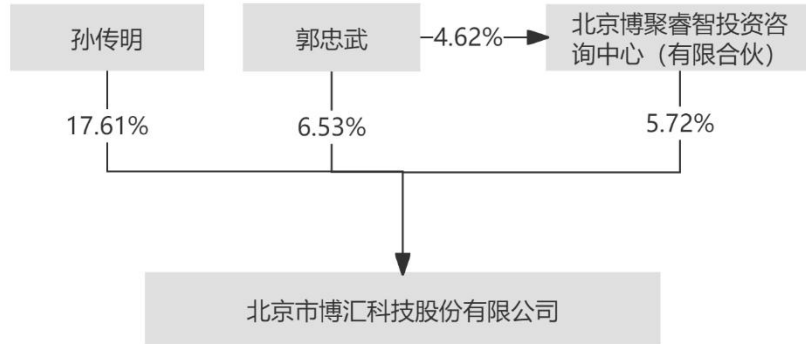 孙传明
郭忠武
4.62%
北京博聚睿智投资咨
询中心（有限合伙）
17.61%
6.53%
5.72%
北京市博汇科技股份有限公司